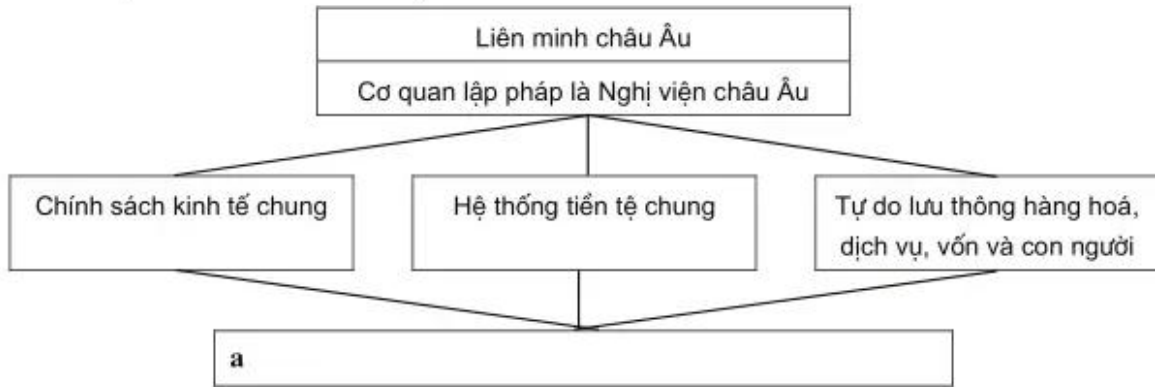 Liên minh châu Âu
Cơ quan lập pháp là Nghị viện châu Âu
Chính sách kinh tế chung
Hệ thống tiền tệ chung
Tự do lưu thông hàng hoá,
dịch vụ, vốn và con người
a